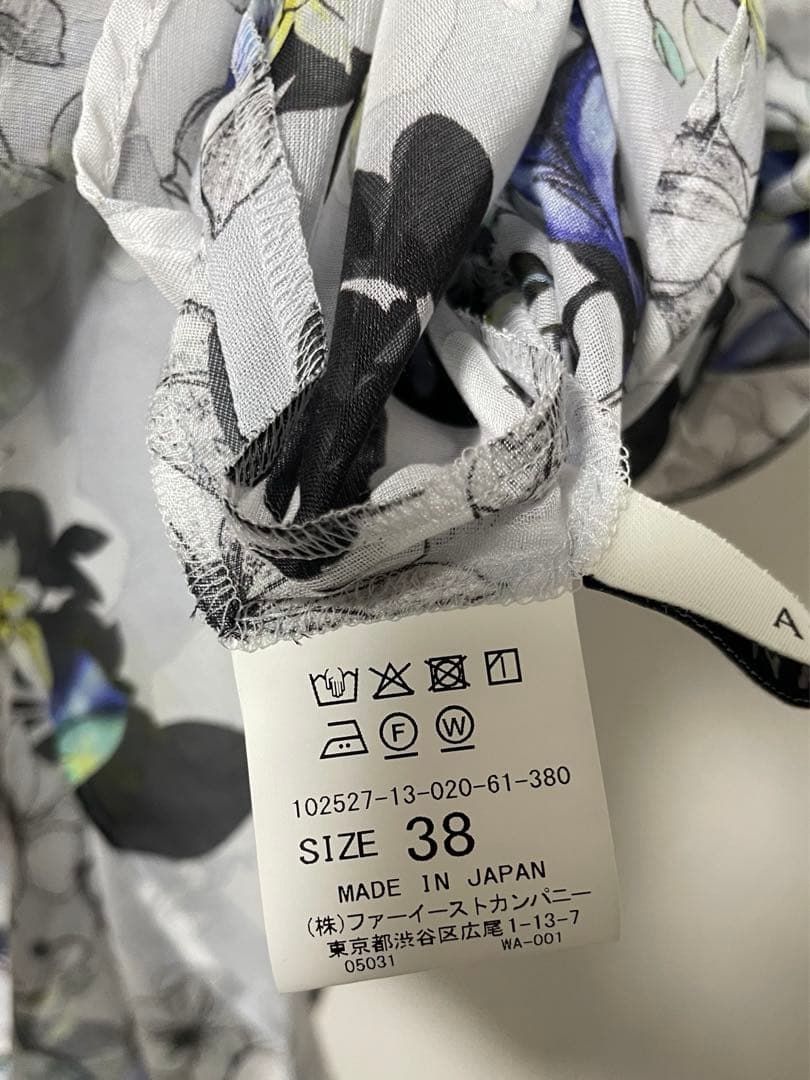 F W
102527-13-020-61-380
SIZE 38
MADE IN JAPAN
(株)ファーイーストカンパニー
東京都渋谷区広尾1-13-7
05031 WA-001
A